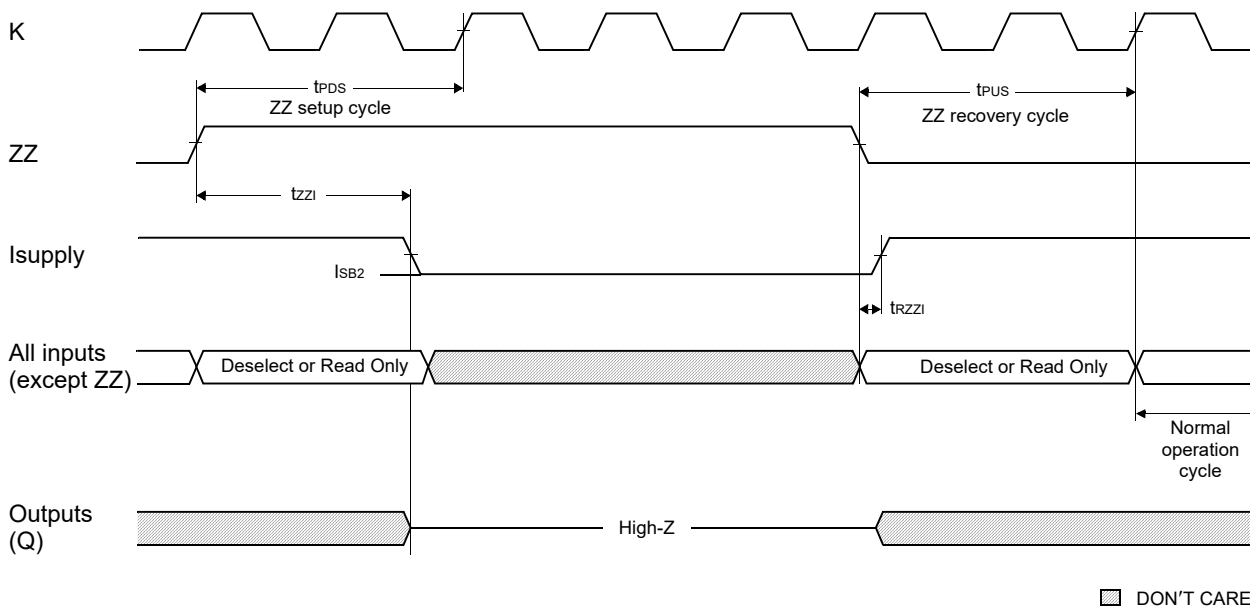 K
tPDS
ZZ setup cycle
tPUS
ZZ recovery cycle
ZZ
tZZI
Isupply
ISB2
tRZZI
All inputs
(except ZZ)
Deselect or Read Only
Deselect or Read Only
Normal
operation
cycle
Outputs
(Q)
High-Z
DON'T CARE